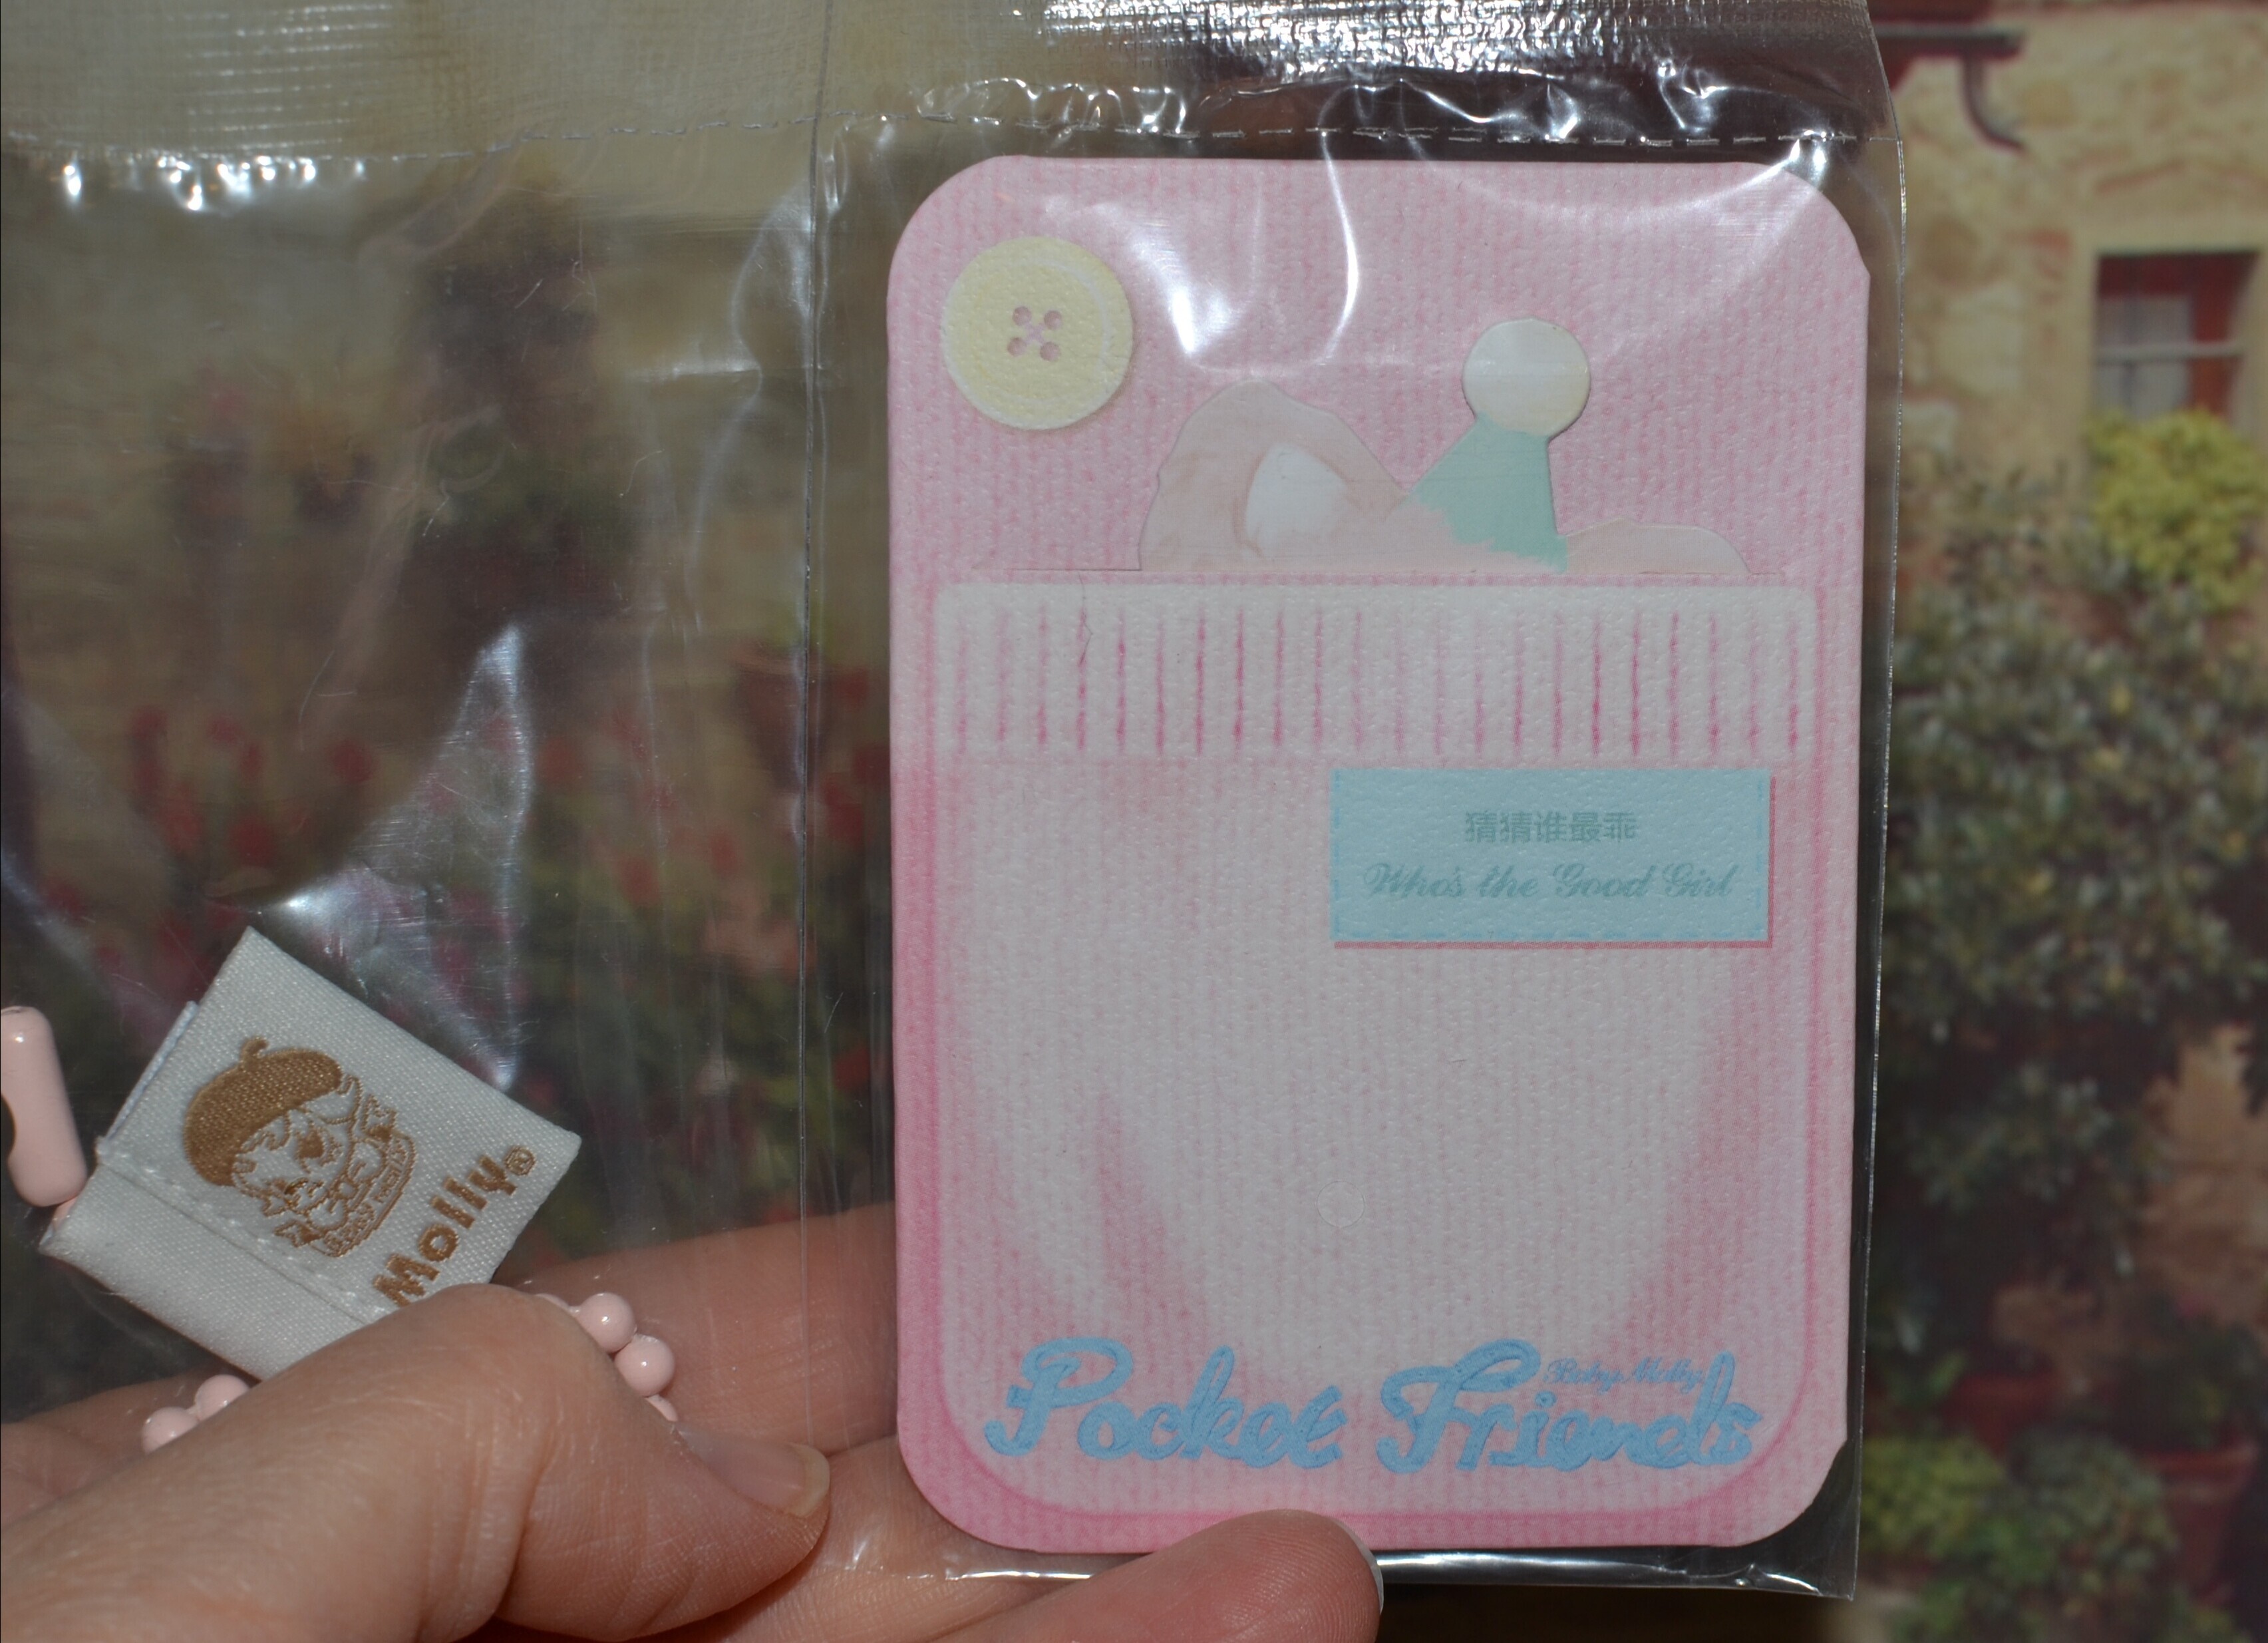 猜猜谁最乖
Who's the Good Girl
Baby Molly
Pocket Friends
Molly®